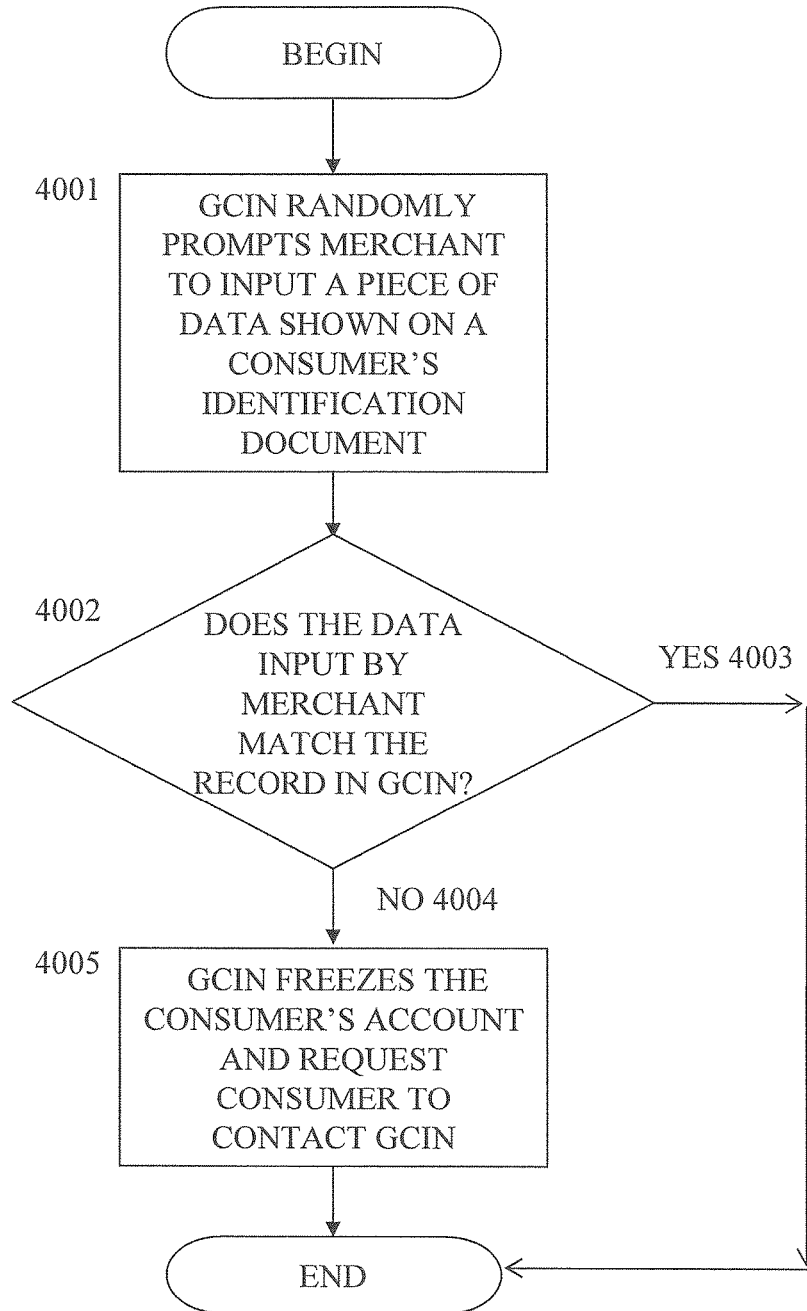 BEGIN
4001
GCIN RANDOMLY
PROMPTS MERCHANT
TO INPUT A PIECE OF
DATA SHOWN ON A
CONSUMER’S
IDENTIFICATION
DOCUMENT
4002
DOES THE DATA
INPUT BY
MERCHANT
MATCH THE
RECORD IN GCIN?
YES 4003
NO 4004
4005
GCIN FREEZES THE
CONSUMER’S ACCOUNT
AND REQUEST
CONSUMER TO
CONTACT GCIN
END